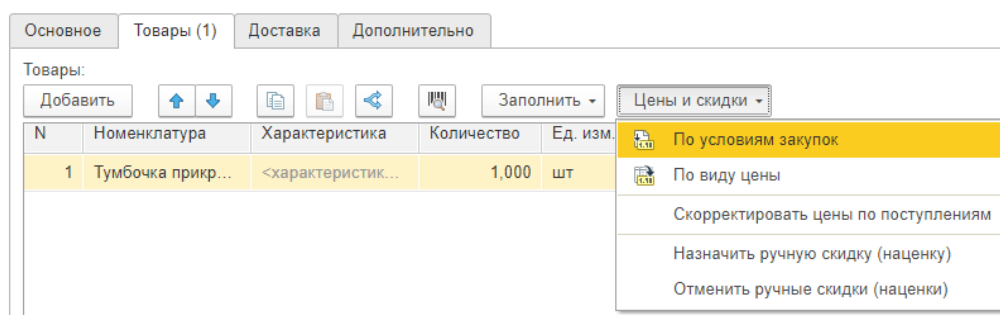 Основное Товары (1) Доставка Дополнительно
Товары:
Добавить Заполнить Цены и скидки
N Номенклатура Характеристика Количество Ед. изм.
1 Тумбочка прикр... <характеристик... 1,000 шт
По условиям закупок
По виду цены
Скорректировать цены по поступлениям
Назначить ручную скидку (наценку)
Отменить ручные скидки (наценки)